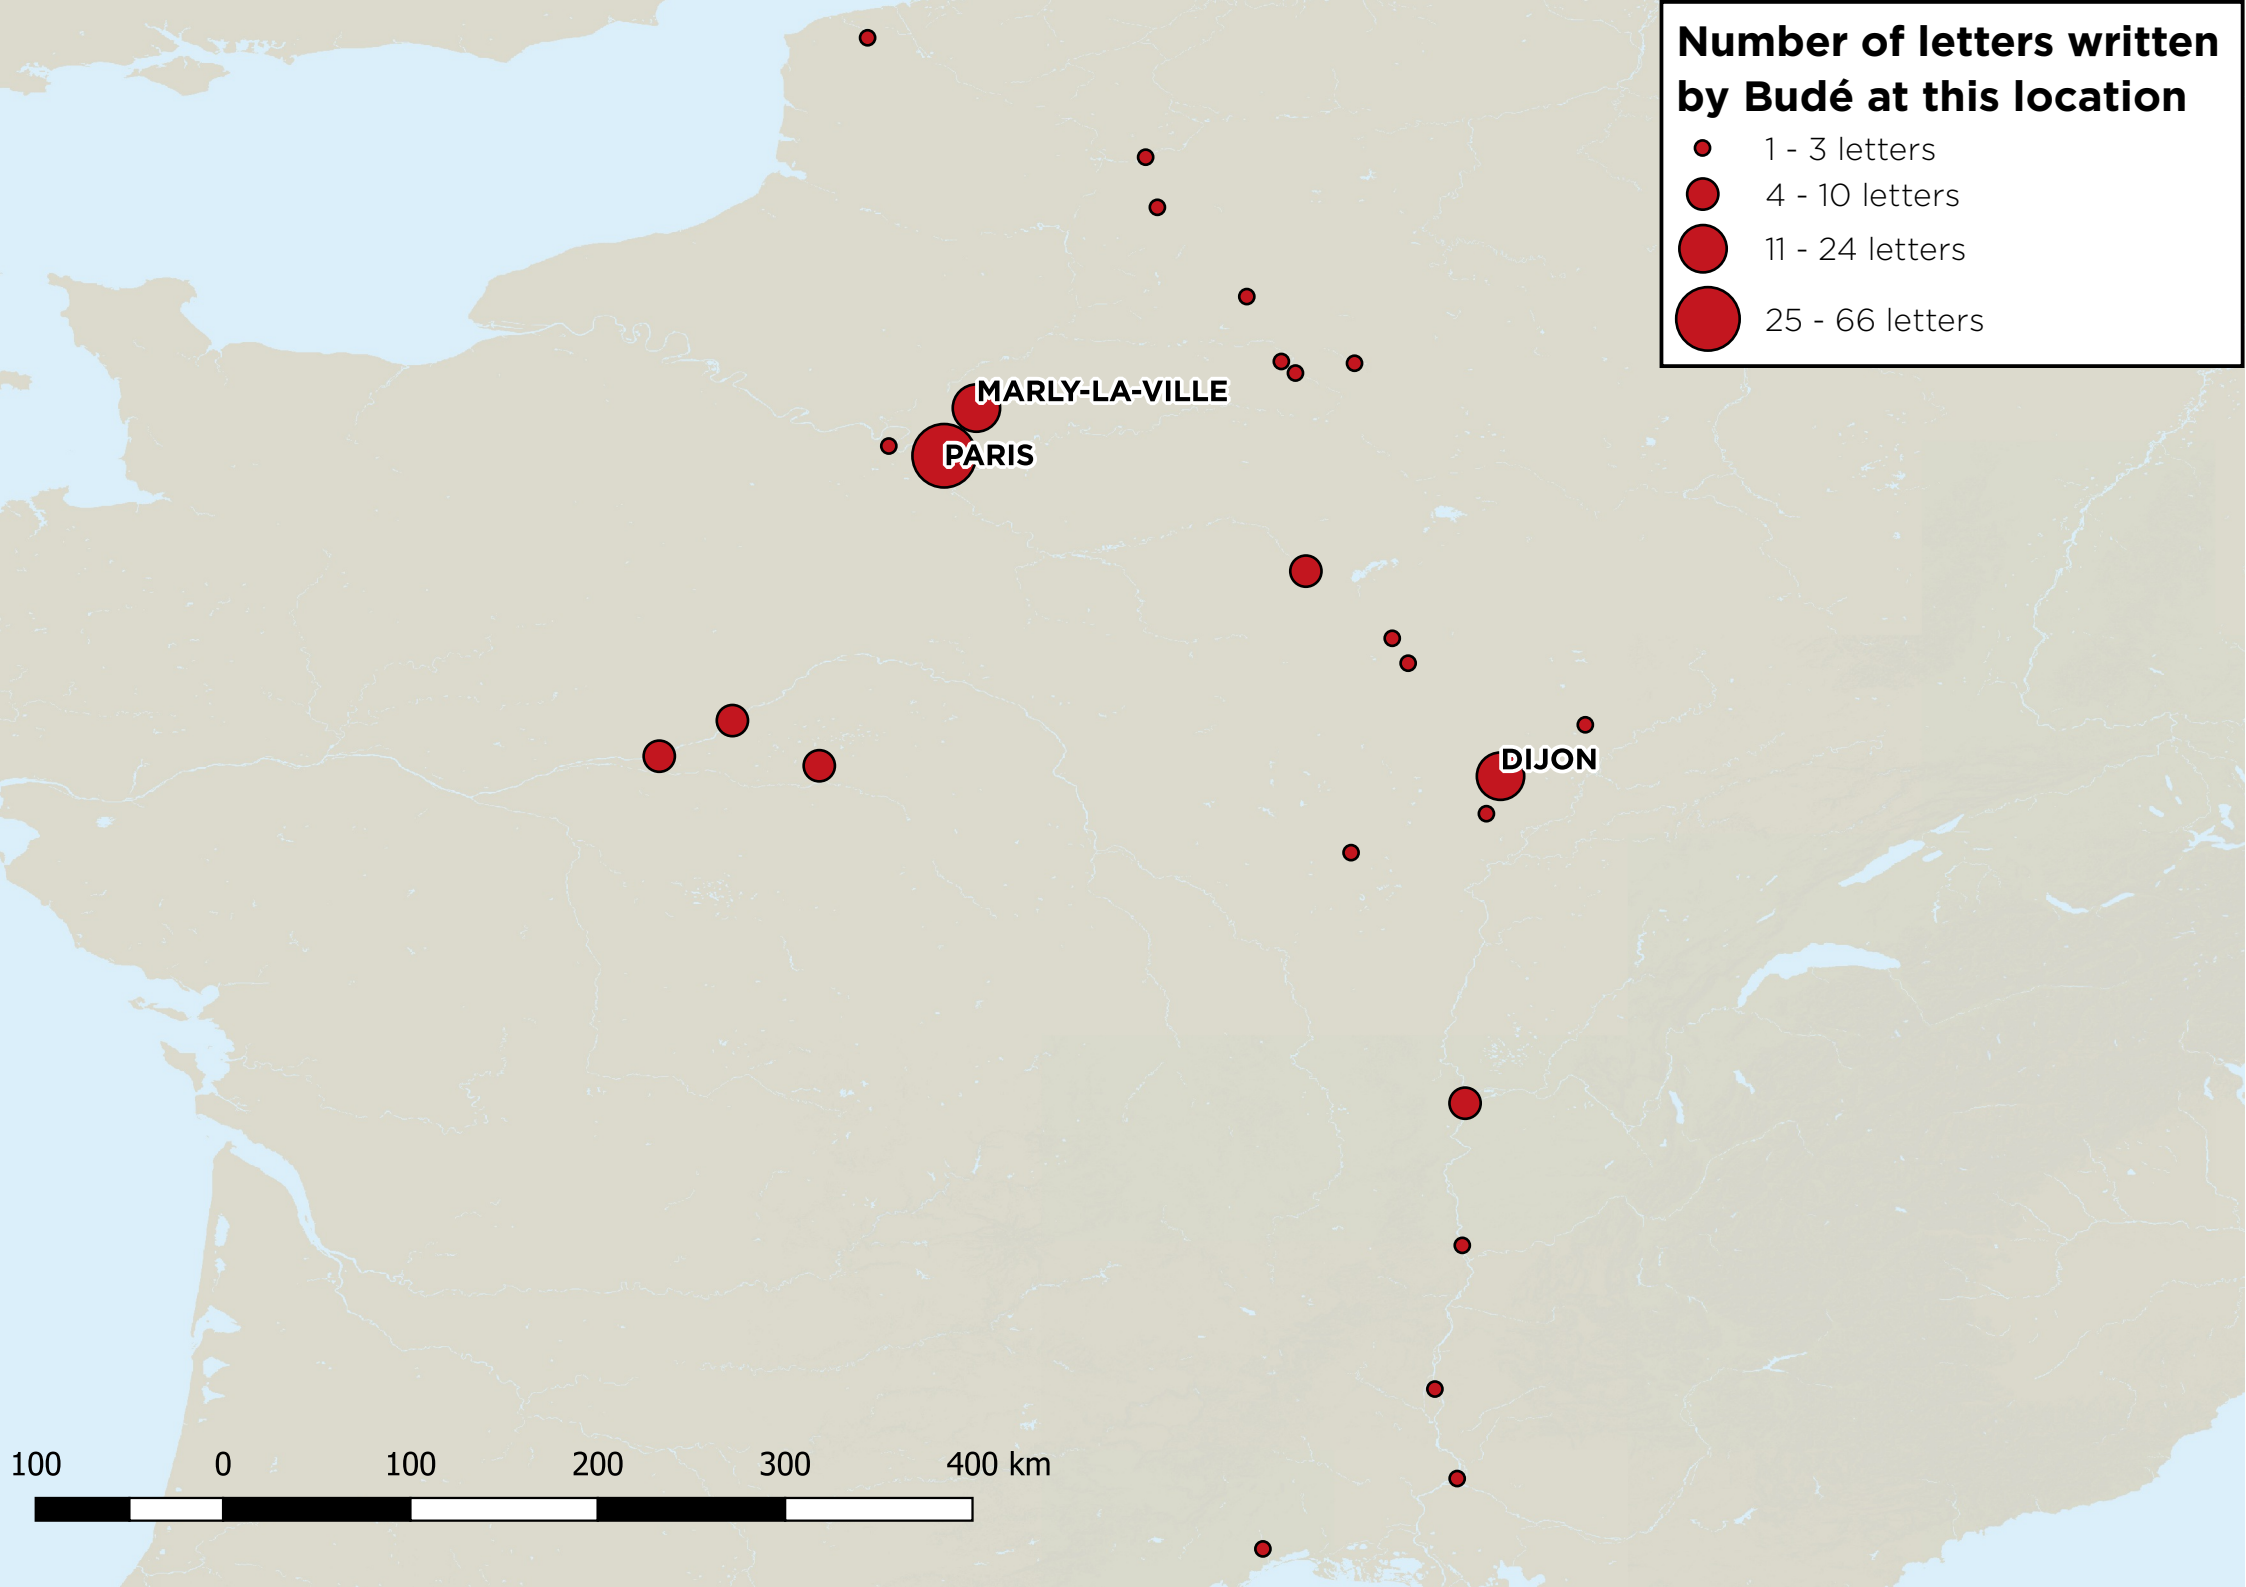 Number of letters written
by Budé at this location
1 - 3 letters
4 - 10 letters
11 - 24 letters
25 - 66 letters
MARLY-LA-VILLE
PARIS
DIJON
100 0 100 200 300 400 km